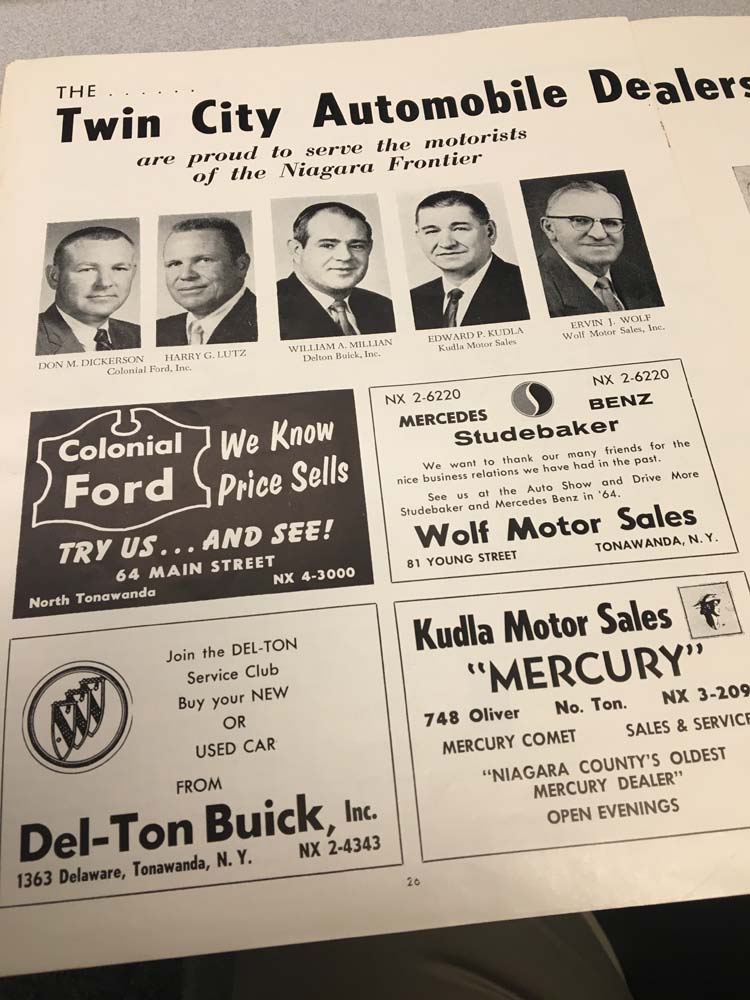 THE . . . . . .
Twin City Automobile Dealers
are proud to serve the motorists
of the Niagara Frontier
DON M. DICKERSON HARRY G. LUTZ
Colonial Ford, Inc.
WILLIAM A. MILLIAN
Delton Buick, Inc.
EDWARD P. KUDLA
Kudla Motor Sales
ERVIN J. WOLF
Wolf Motor Sales, Inc.
Colonial
Ford
We Know
Price Sells
TRY US... AND SEE!
64 MAIN STREET
North Tonawanda NX 4-3000
NX 2-6220 NX 2-6220
MERCEDES BENZ
Studebaker
We want to thank our many friends for the
nice business relations we have had in the past.
See us at the Auto Show and Drive More
Studebaker and Mercedes Benz in '64.
Wolf Motor Sales
81 YOUNG STREET TONAWANDA, N. Y.
Join the DEL-TON
Service Club
Buy your NEW
OR
USED CAR
FROM
Del-Ton Buick, Inc.
1363 Delaware, Tonawanda, N. Y. NX 2-4343
Kudla Motor Sales
"MERCURY"
748 Oliver No. Ton. NX 3-209
MERCURY COMET SALES & SERVICE
"NIAGARA COUNTY'S OLDEST
MERCURY DEALER"
OPEN EVENINGS
26